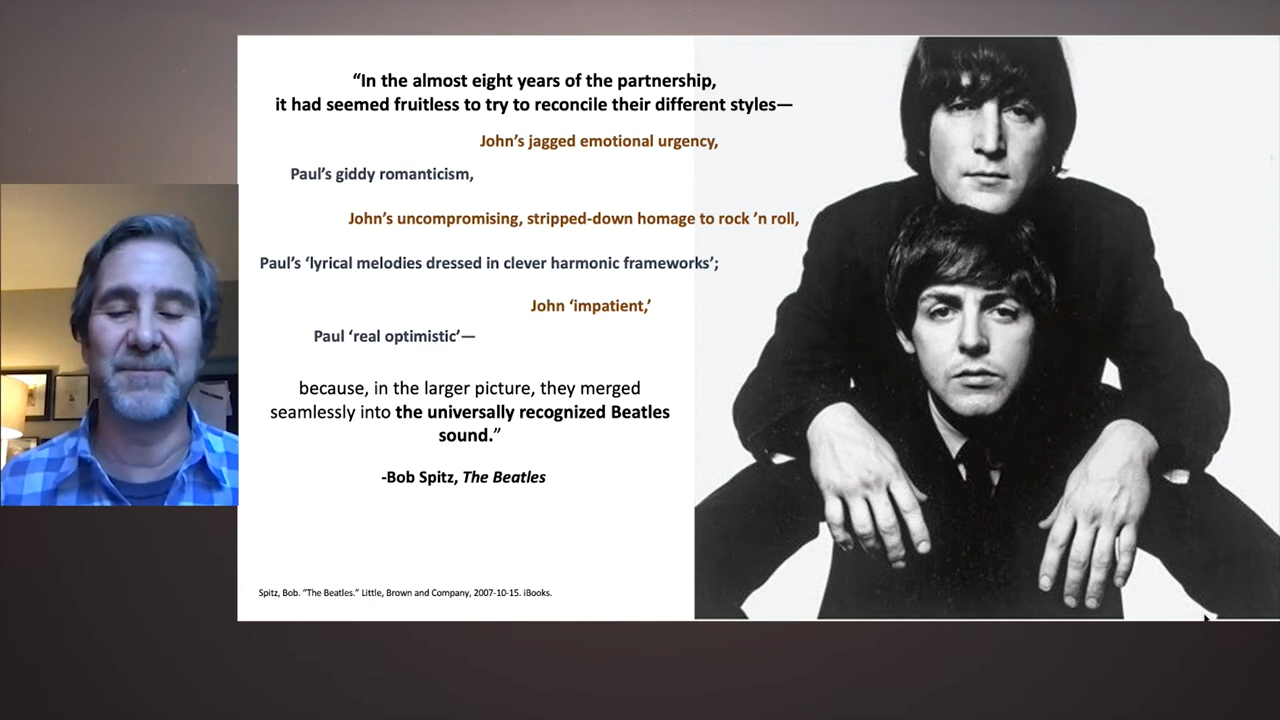 “In the almost eight years of the partnership,
it had seemed fruitless to try to reconcile their different styles—
John’s jagged emotional urgency,
Paul’s giddy romanticism,
John’s uncompromising, stripped-down homage to rock ’n roll,
Paul’s ‘lyrical melodies dressed in clever harmonic frameworks’;
John ‘impatient,’
Paul ‘real optimistic’—
because, in the larger picture, they merged
seamlessly into the universally recognized Beatles
sound.”
-Bob Spitz, The Beatles
Spitz, Bob. “The Beatles.” Little, Brown and Company, 2007-10-15. iBooks.